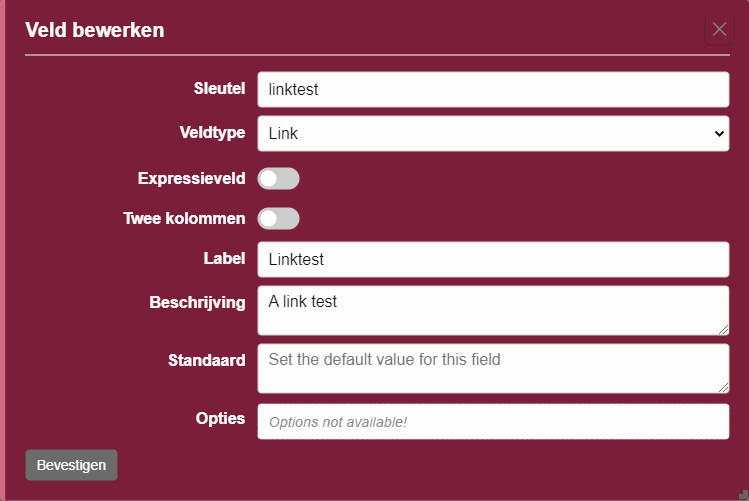 Veld bewerken
Sleutel linktest
Veldtype Link
Expressieveld
Twee kolommen
Label Linktest
Beschrijving A link test
Standaard Set the default value for this field
Opties Options not available!
Bevestigen